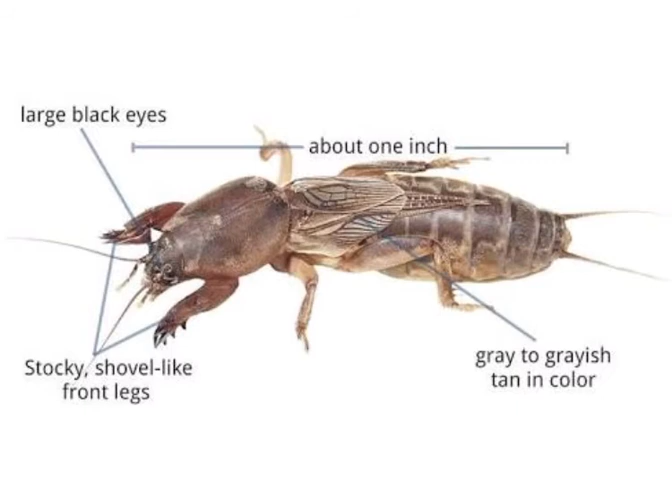 large black eyes
about one inch
Stocky, shovel-like
front legs
gray to grayish
tan in color